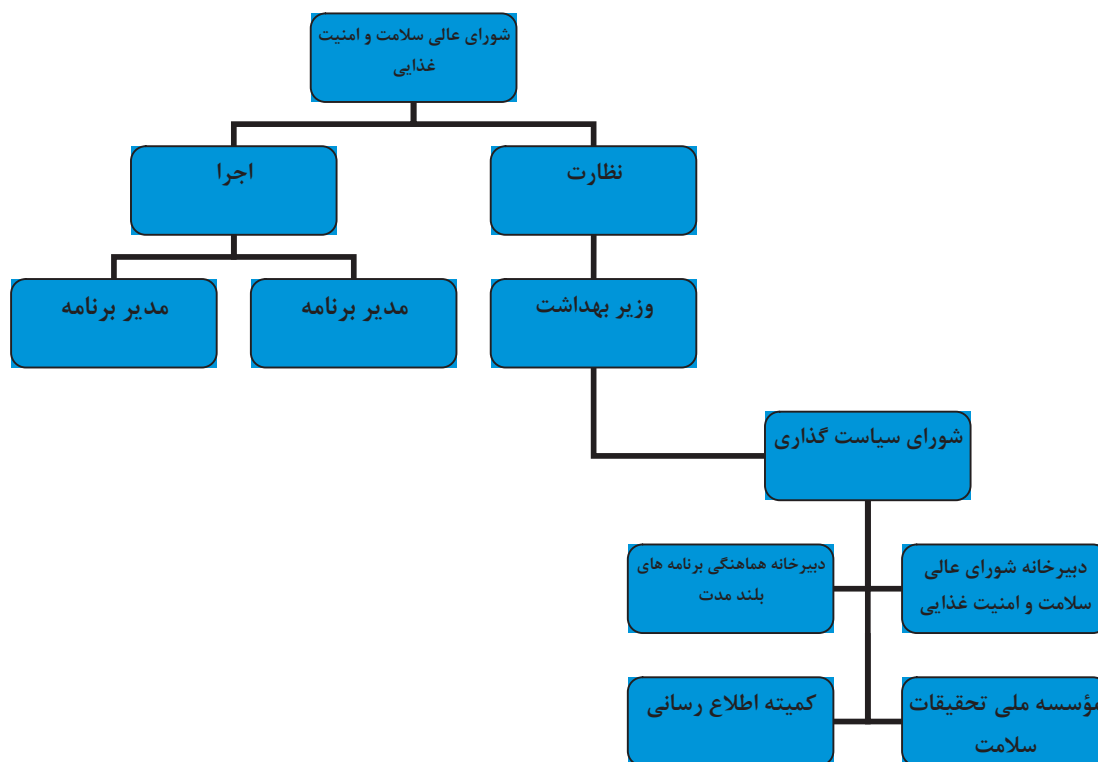 شورای عالی سلامت و امنیت
غذایی
نظارت
اجرا
وزیر بهداشت
مدیر برنامه
مدیر برنامه
شورای سیاست گذاری
دبیرخانه شورای عالی
سلامت و امنیت غذایی
دبیرخانه هماهنگی برنامه های
بلند مدت
مؤسسه ملی تحقیقات
سلامت
کمیته اطلاع رسانی